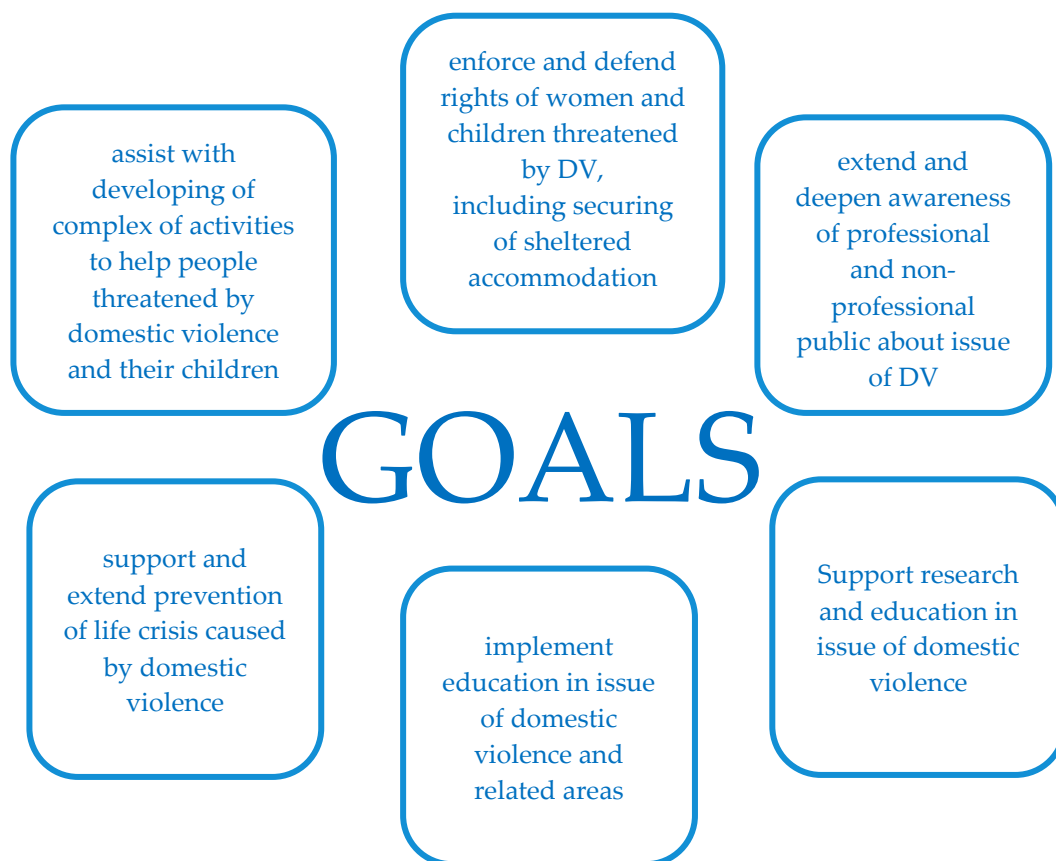 enforce and defend
rights of women and
children threatened
by DV,
including securing
of sheltered
accommodation
assist with
developing of
complex of activities
to help people
threatened by
domestic violence
and their children
extend and
deepen awareness
of professional
and non-
professional
public about issue
of DV
GOALS
support and
extend prevention
of life crisis caused
by domestic
violence
implement
education in issue
of domestic
violence and
related areas
Support research
and education in
issue of domestic
violence